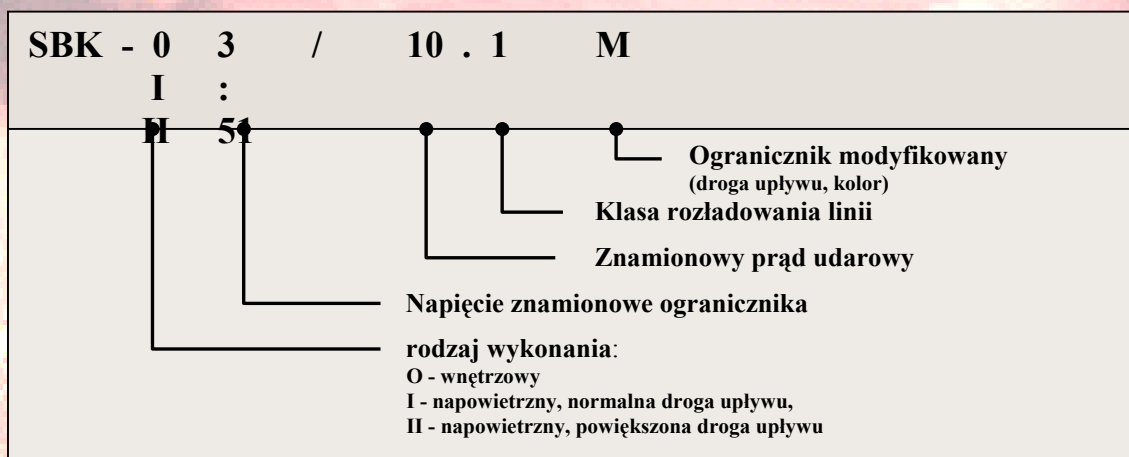 SBK - 0 3 / 10 . 1 M
I :
II 51
Ogranicznik modyfikowany
(droga upływu, kolor)
Klasa rozładowania linii
Znamionowy prąd udarowy
Napięcie znamionowe ogranicznika
rodzaj wykonania:
O - wnętrzowy
I - napowietrzny, normalna droga upływu,
II - napowietrzny, powiększona droga upływu